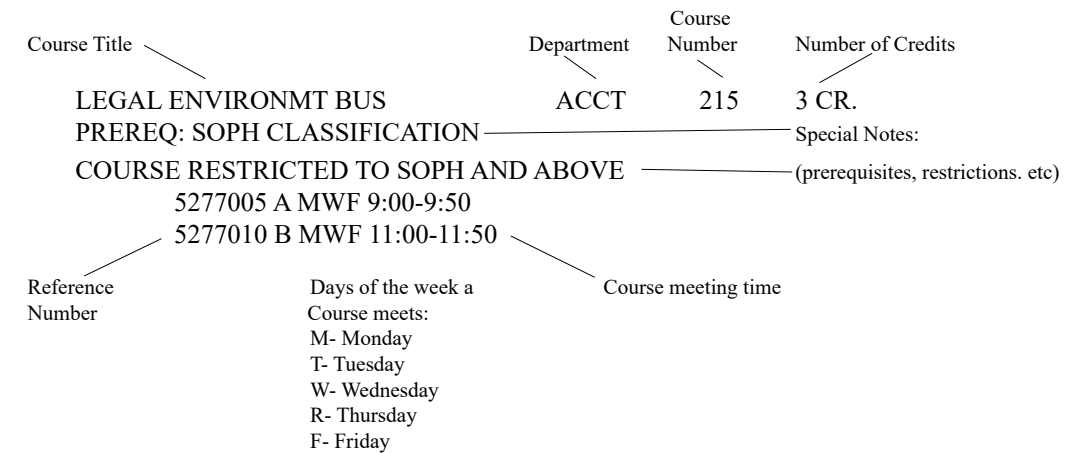 Course
Course Title Department Number Number of Credits
LEGAL ENVIRONMT BUS ACCT 215 3 CR.
PREREQ: SOPH CLASSIFICATION Special Notes:
COURSE RESTRICTED TO SOPH AND ABOVE (prerequisites, restrictions. etc)
5277005 A MWF 9:00-9:50
5277010 B MWF 11:00-11:50
Reference Days of the week a Course meeting time
Number Course meets:
M- Monday
T- Tuesday
W- Wednesday
R- Thursday
F- Friday